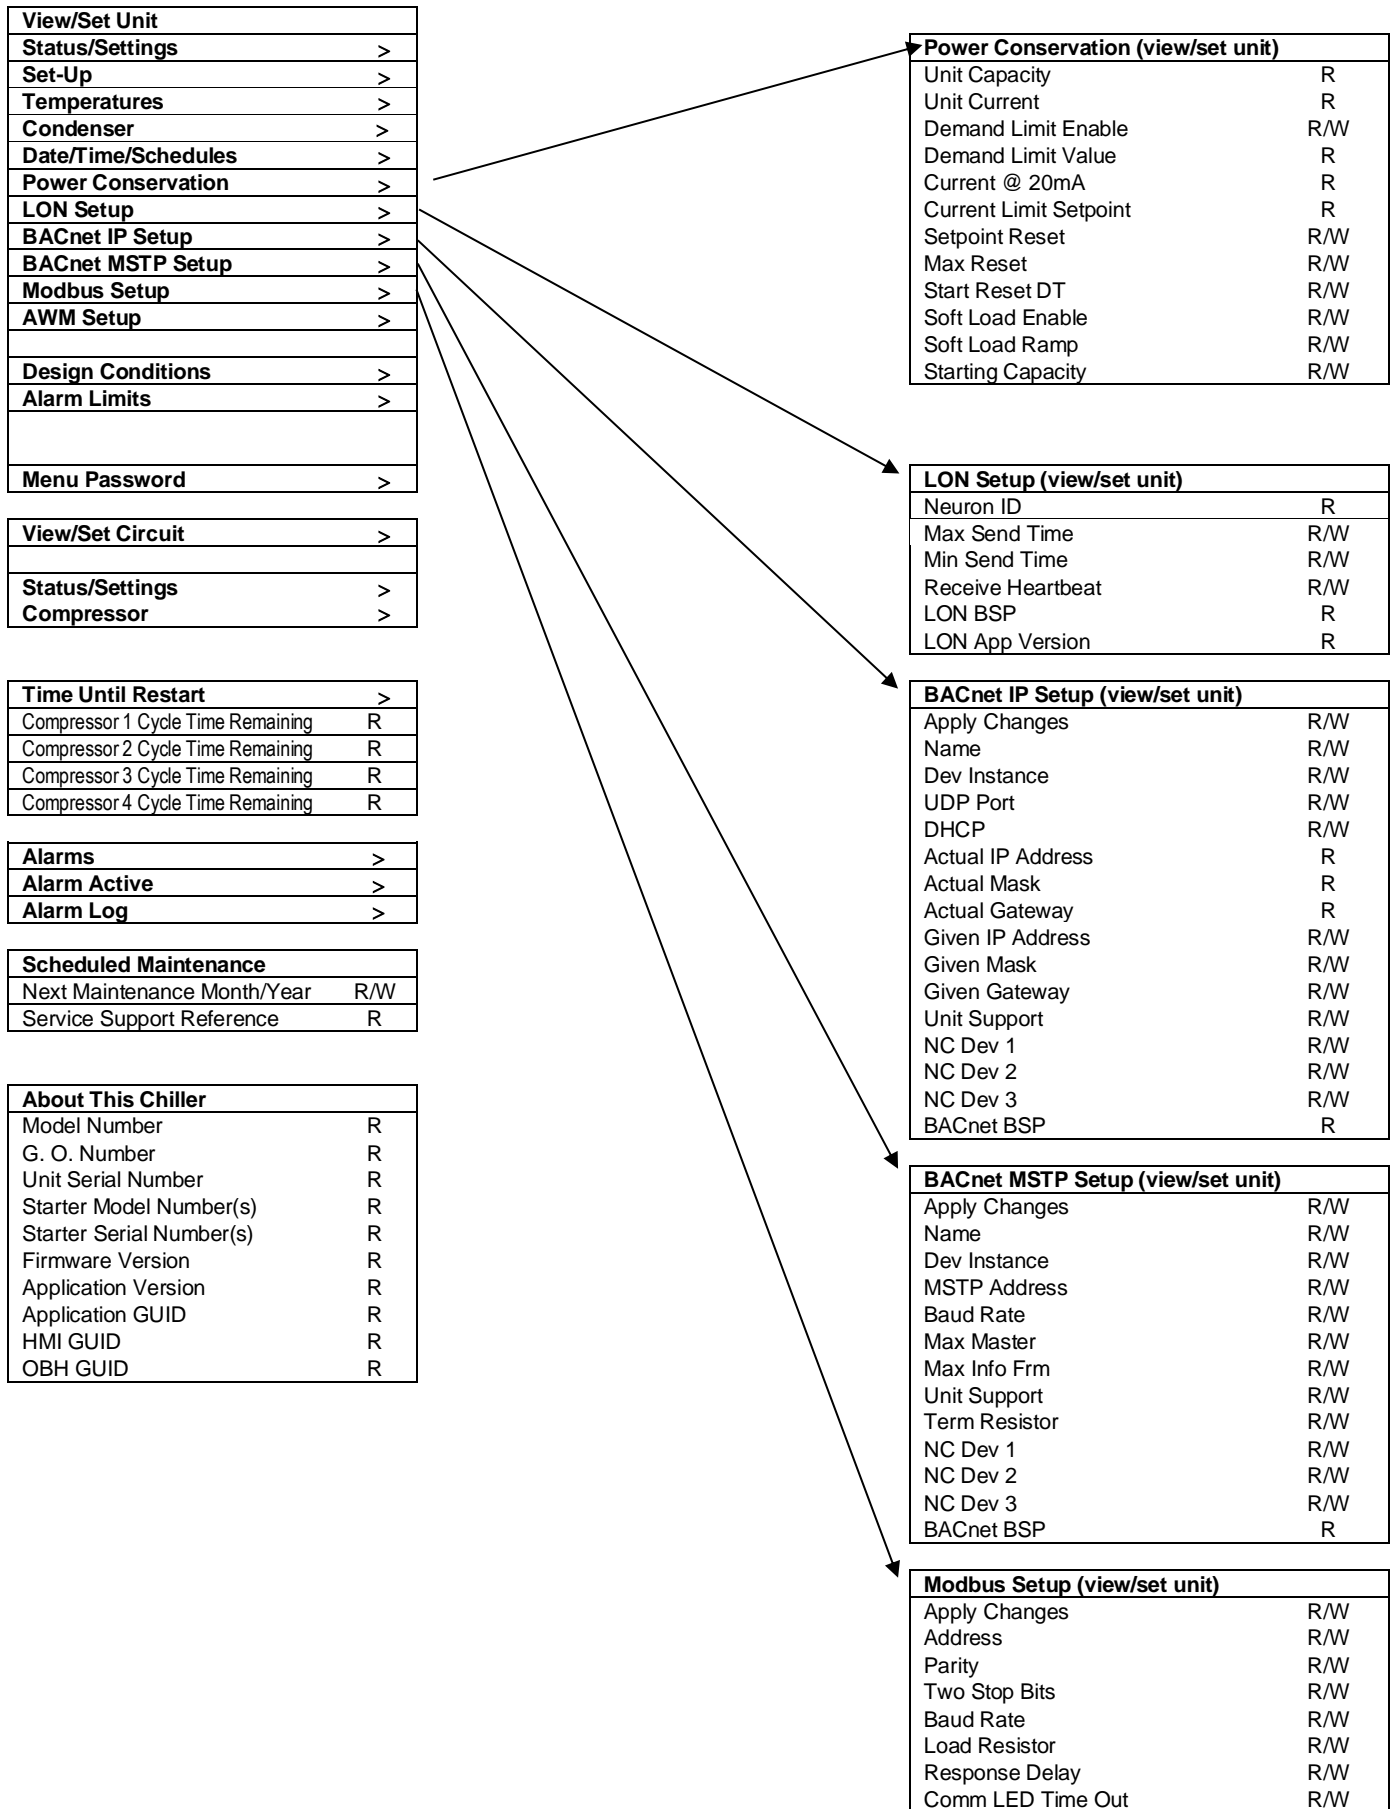 View/Set Unit
Status/Settings >
Set-Up >
Temperatures >
Condenser >
Date/Time/Schedules >
Power Conservation >
LON Setup >
BACnet IP Setup >
BACnet MSTP Setup >
Modbus Setup >
AWM Setup >
Design Conditions >
Alarm Limits >
Menu Password >
View/Set Circuit >
Status/Settings >
Compressor >
Time Until Restart >
Compressor 1 Cycle Time Remaining R
Compressor 2 Cycle Time Remaining R
Compressor 3 Cycle Time Remaining R
Compressor 4 Cycle Time Remaining R
Alarms >
Alarm Active >
Alarm Log >
Scheduled Maintenance
Next Maintenance Month/Year R/W
Service Support Reference R
About This Chiller
Model Number R
G. O. Number R
Unit Serial Number R
Starter Model Number(s) R
Starter Serial Number(s) R
Firmware Version R
Application Version R
Application GUID R
HMI GUID R
OBH GUID R
Power Conservation (view/set unit)
Unit Capacity R
Unit Current R
Demand Limit Enable R/W
Demand Limit Value R
Current @ 20mA R
Current Limit Setpoint R
Setpoint Reset R/W
Max Reset R/W
Start Reset DT R/W
Soft Load Enable R/W
Soft Load Ramp R/W
Starting Capacity R/W
LON Setup (view/set unit)
Neuron ID R
Max Send Time R/W
Min Send Time R/W
Receive Heartbeat R/W
LON BSP R
LON App Version R
BACnet IP Setup (view/set unit)
Apply Changes R/W
Name R/W
Dev Instance R/W
UDP Port R/W
DHCP R/W
Actual IP Address R
Actual Mask R
Actual Gateway R
Given IP Address R/W
Given Mask R/W
Given Gateway R/W
Unit Support R/W
NC Dev 1 R/W
NC Dev 2 R/W
NC Dev 3 R/W
BACnet BSP R
BACnet MSTP Setup (view/set unit)
Apply Changes R/W
Name R/W
Dev Instance R/W
MSTP Address R/W
Baud Rate R/W
Max Master R/W
Max Info Frm R/W
Unit Support R/W
Term Resistor R/W
NC Dev 1 R/W
NC Dev 2 R/W
NC Dev 3 R/W
BACnet BSP R
Modbus Setup (view/set unit)
Apply Changes R/W
Address R/W
Parity R/W
Two Stop Bits R/W
Baud Rate R/W
Load Resistor R/W
Response Delay R/W
Comm LED Time Out R/W